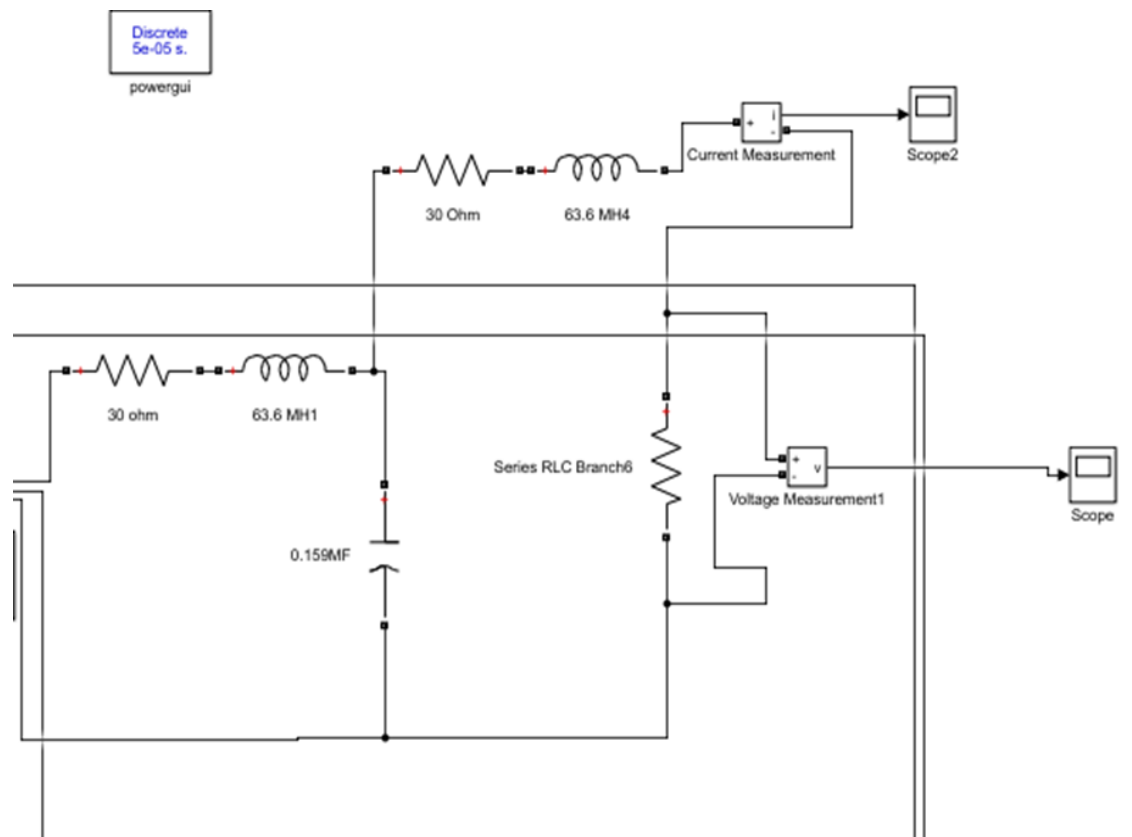 Discrete
5e-05 s.
powergui
+
i
-
Current Measurement
Scope2
30 Ohm
63.6 MH4
30 ohm
63.6 MH1
Series RLC Branch6
+
-
v
Voltage Measurement1
Scope
0.159MF